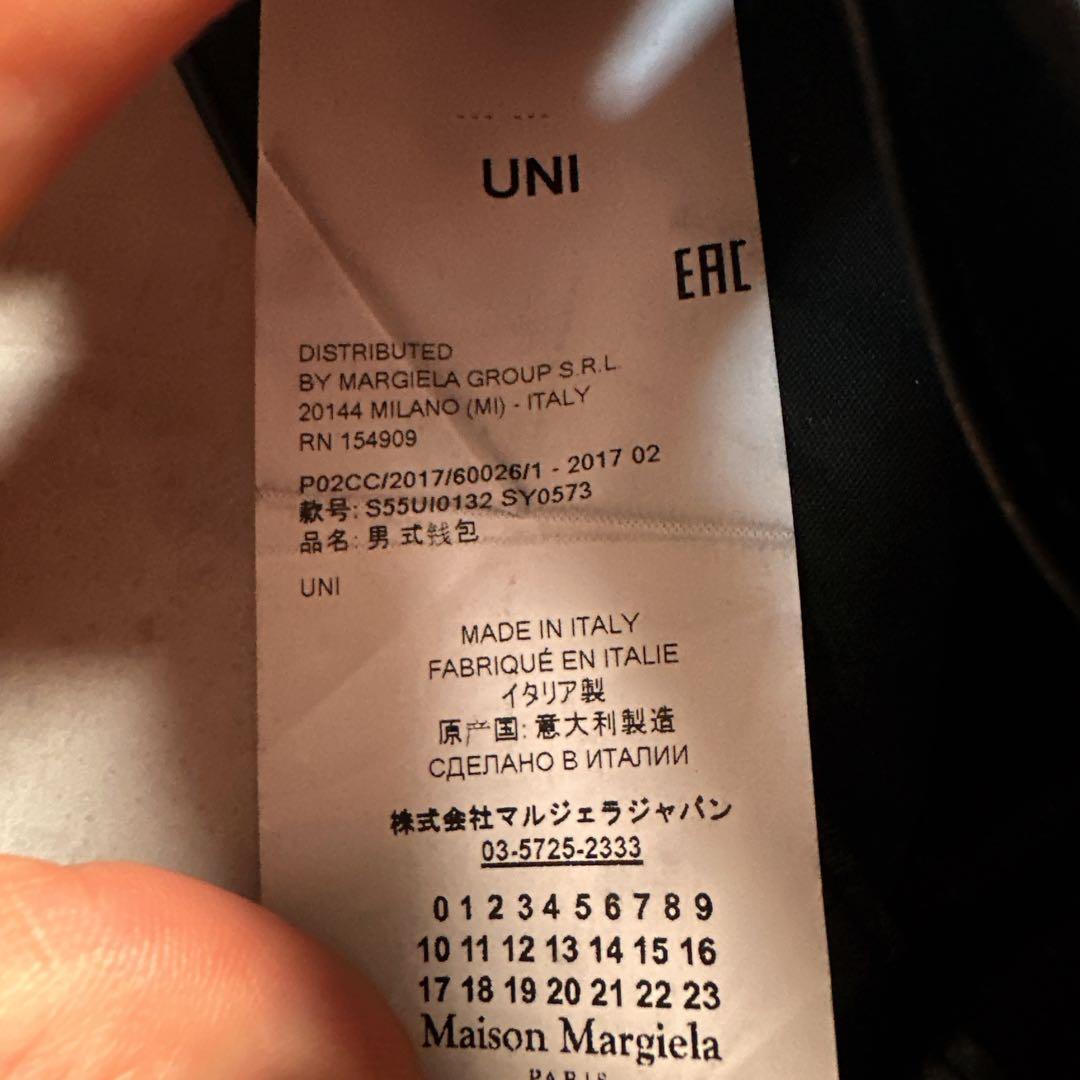 UNI
EAC
DISTRIBUTED
BY MARGIELA GROUP S.R.L.
20144 MILANO (MI) - ITALY
RN 154909
P02CC/2017/60026/1 - 2017 02
款号: S55UI0132 SY0573
品名: 男 式钱包
UNI
MADE IN ITALY
FABRIQUÉ EN ITALIE
イタリア製
原产国: 意大利製造
СДЕЛАНО В ИТАЛИИ
株式会社マルジェラジャパン
03-5725-2333
0 1 2 3 4 5 6 7 8 9
10 11 12 13 14 15 16
17 18 19 20 21 22 23
Maison Margiela
PARIS